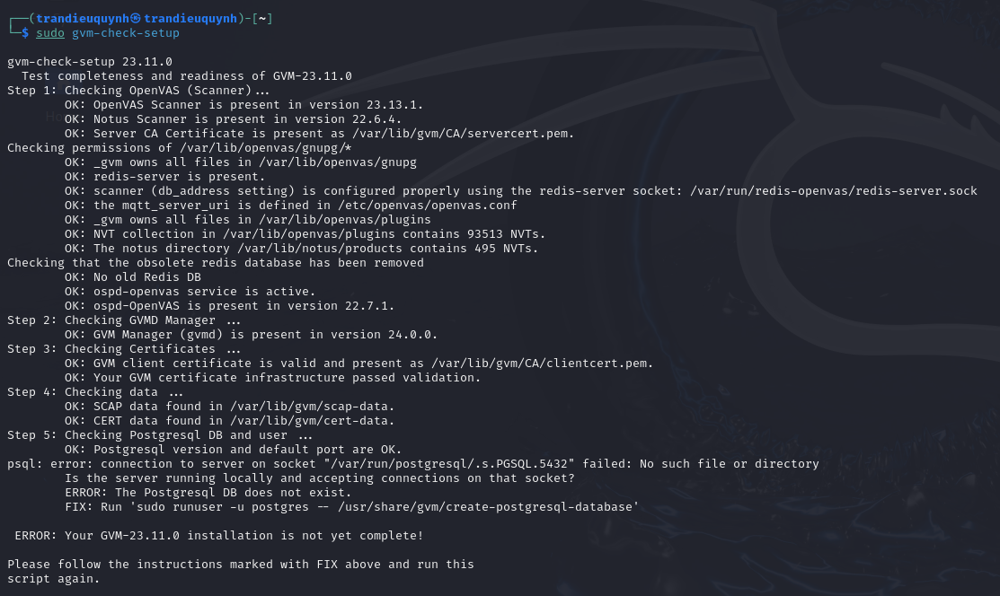 ┌──(trandieuquynh㉿trandieuquynh)-[~]
└─$ sudo gvm-check-setup

gvm-check-setup 23.11.0
  Test completeness and readiness of GVM-23.11.0
Step 1: Checking OpenVAS (Scanner)...
        OK: OpenVAS Scanner is present in version 23.13.1.
        OK: Notus Scanner is present in version 22.6.4.
        OK: Server CA Certificate is present as /var/lib/gvm/CA/servercert.pem.
Checking permissions of /var/lib/openvas/gnupg/*
        OK: _gvm owns all files in /var/lib/openvas/gnupg
        OK: redis-server is present.
        OK: scanner (db_address setting) is configured properly using the redis-server socket: /var/run/redis-openvas/redis-server.sock
        OK: the mqtt_server_uri is defined in /etc/openvas/openvas.conf
        OK: _gvm owns all files in /var/lib/openvas/plugins
        OK: NVT collection in /var/lib/openvas/plugins contains 93513 NVTs.
        OK: The notus directory /var/lib/notus/products contains 495 NVTs.
Checking that the obsolete redis database has been removed
        OK: No old Redis DB
        OK: ospd-openvas service is active.
        OK: ospd-OpenVAS is present in version 22.7.1.
Step 2: Checking GVMD Manager ...
        OK: GVM Manager (gvmd) is present in version 24.0.0.
Step 3: Checking Certificates ...
        OK: GVM client certificate is valid and present as /var/lib/gvm/CA/clientcert.pem.
        OK: Your GVM certificate infrastructure passed validation.
Step 4: Checking data ...
        OK: SCAP data found in /var/lib/gvm/scap-data.
        OK: CERT data found in /var/lib/gvm/cert-data.
Step 5: Checking Postgresql DB and user ...
        OK: Postgresql version and default port are OK.
psql: error: connection to server on socket "/var/run/postgresql/.s.PGSQL.5432" failed: No such file or directory
        Is the server running locally and accepting connections on that socket?
        ERROR: The Postgresql DB does not exist.
        FIX: Run 'sudo runuser -u postgres -- /usr/share/gvm/create-postgresql-database'

 ERROR: Your GVM-23.11.0 installation is not yet complete!

Please follow the instructions marked with FIX above and run this
script again.